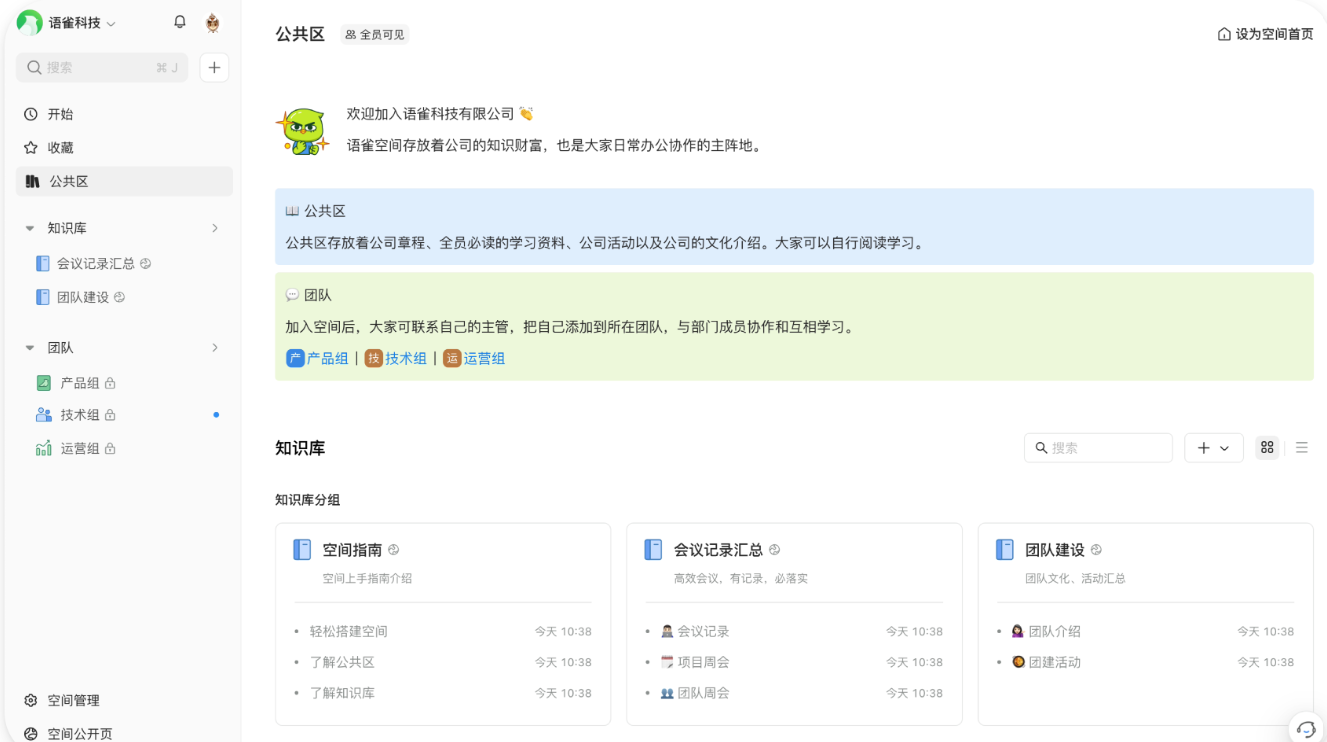 语雀科技
搜索 ⌘ J
开始
收藏
公共区
知识库
会议记录汇总
团队建设
团队
产品组
技术组
运营组
空间管理
空间公开页
公共区 全员可见
设为空间首页
欢迎加入语雀科技有限公司 👏
语雀空间存放着公司的知识财富，也是大家日常办公协作的主阵地。
📖 公共区
公共区存放着公司章程、全员必读的学习资料、公司活动以及公司的文化介绍。大家可以自行阅读学习。
💬 团队
加入空间后，大家可联系自己的主管，把自己添加到所在团队，与部门成员协作和互相学习。
产 产品组 | 技 技术组 | 运 运营组
知识库
搜索
知识库分组
空间指南
空间上手指南介绍
• 轻松搭建空间 今天 10:38
• 了解公共区 今天 10:38
• 了解知识库 今天 10:38
会议记录汇总
高效会议，有记录，必落实
• 会议记录 今天 10:38
• 项目周会 今天 10:38
• 团队周会 今天 10:38
团队建设
团队文化、活动汇总
• 团队介绍 今天 10:38
• 团建活动 今天 10:38